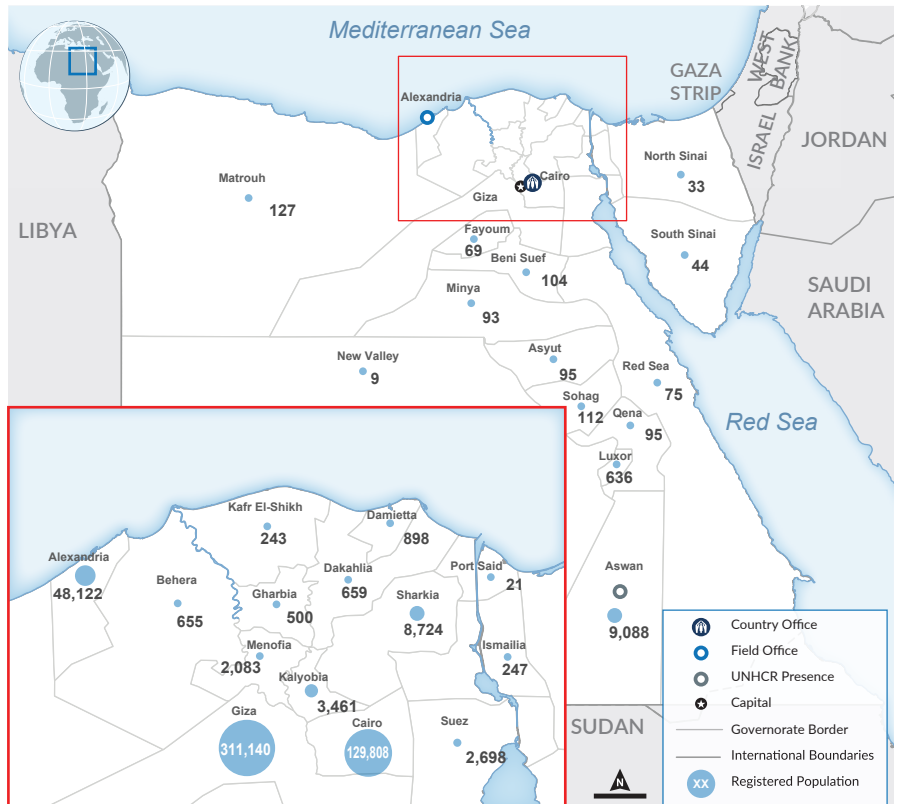 Mediterranean Sea
WEST
BANK
GAZA
STRIP
ISRAEL
JORDAN
LIBYA
SAUDI
ARABIA
Red Sea
SUDAN
Alexandria
Cairo
Giza
Matrouh
127
North Sinai
33
South Sinai
44
Fayoum
69
Beni Suef
104
Minya
93
New Valley
9
Asyut
95
Red Sea
75
Sohag
112
Qena
95
Luxor
636
Aswan
9,088
Kafr El-Shikh
243
Damietta
898
Alexandria
48,122
Behera
655
Gharbia
500
Dakahlia
659
Port Said
21
Sharkia
8,724
Menofia
2,083
Ismailia
247
Kalyobia
3,461
Giza
311,140
Cairo
129,808
Suez
2,698
N
Country Office
Field Office
UNHCR Presence
Capital
Governorate Border
International Boundaries
XX Registered Population